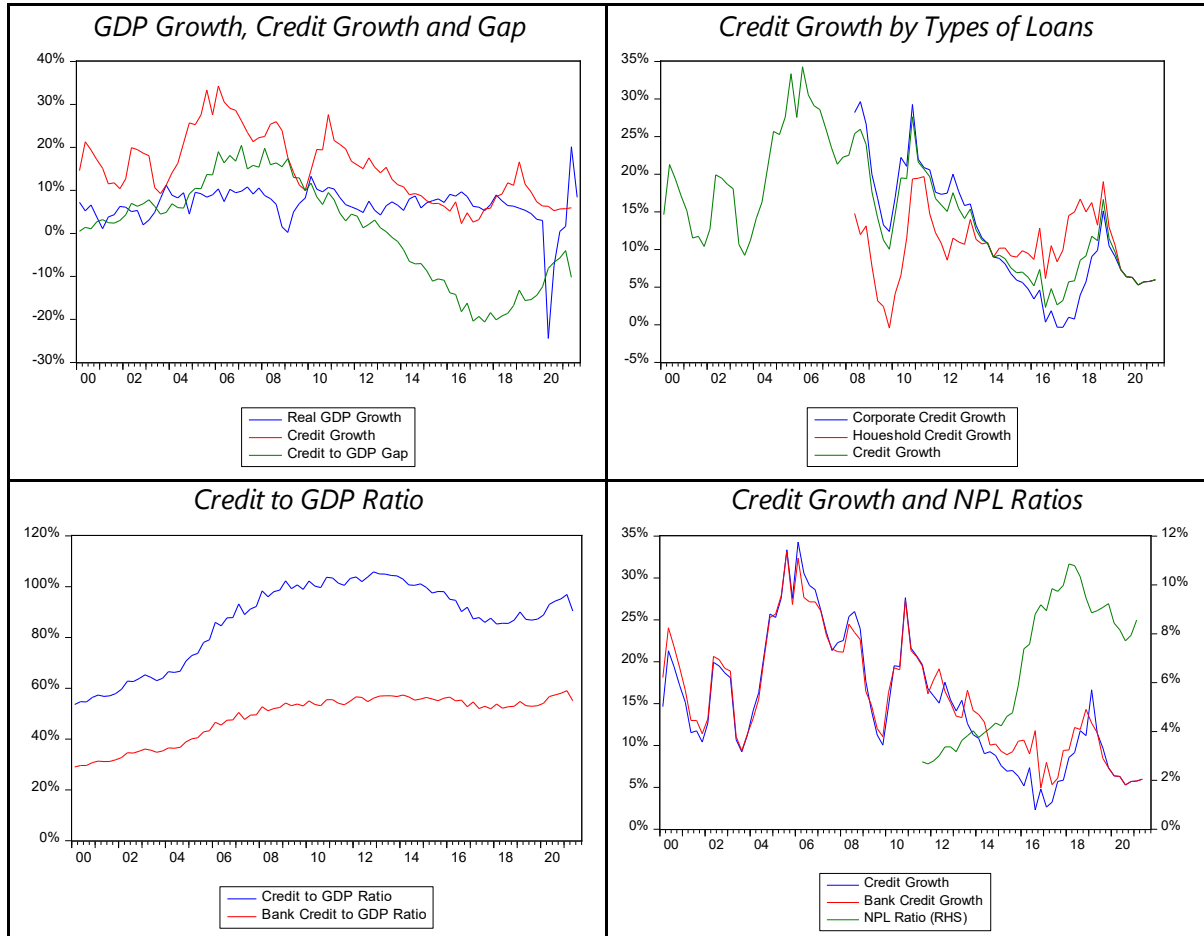 GDP Growth, Credit Growth and Gap
40%
30%
20%
10%
0%
-10%
-20%
-30%
00 02 04 06 08 10 12 14 16 18 20
Real GDP Growth
Credit Growth
Credit to GDP Gap
Credit Growth by Types of Loans
35%
30%
25%
20%
15%
10%
5%
0%
-5%
00 02 04 06 08 10 12 14 16 18 20
Corporate Credit Growth
Houeshold Credit Growth
Credit Growth
Credit to GDP Ratio
120%
100%
80%
60%
40%
20%
0%
00 02 04 06 08 10 12 14 16 18 20
Credit to GDP Ratio
Bank Credit to GDP Ratio
Credit Growth and NPL Ratios
35% 12%
30%
10%
25%
8%
20%
6%
15%
4%
10%
5% 2%
0% 0%
00 02 04 06 08 10 12 14 16 18 20
Credit Growth
Bank Credit Growth
NPL Ratio (RHS)